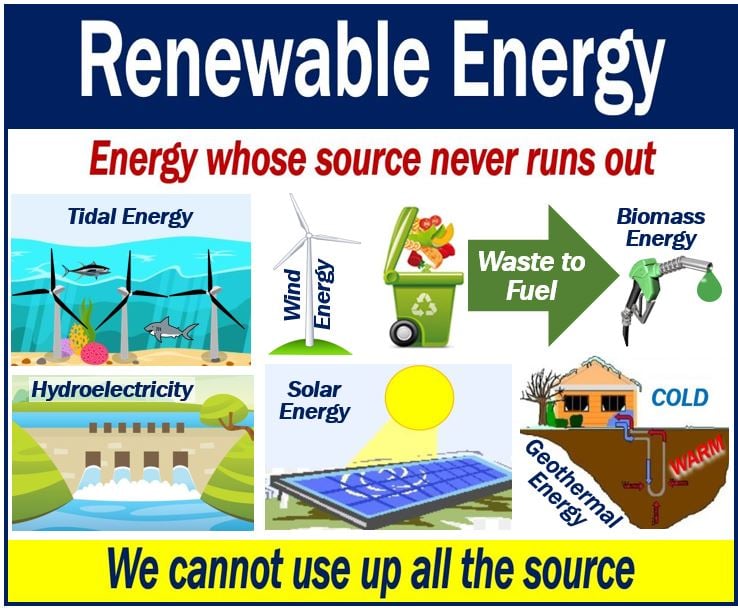 Renewable Energy
Energy whose source never runs out
Tidal Energy
Wind
Energy
Waste to
Fuel
Biomass
Energy
Hydroelectricity
Solar
Energy
COLD
WARM
Geothermal
Energy
We cannot use up all the source